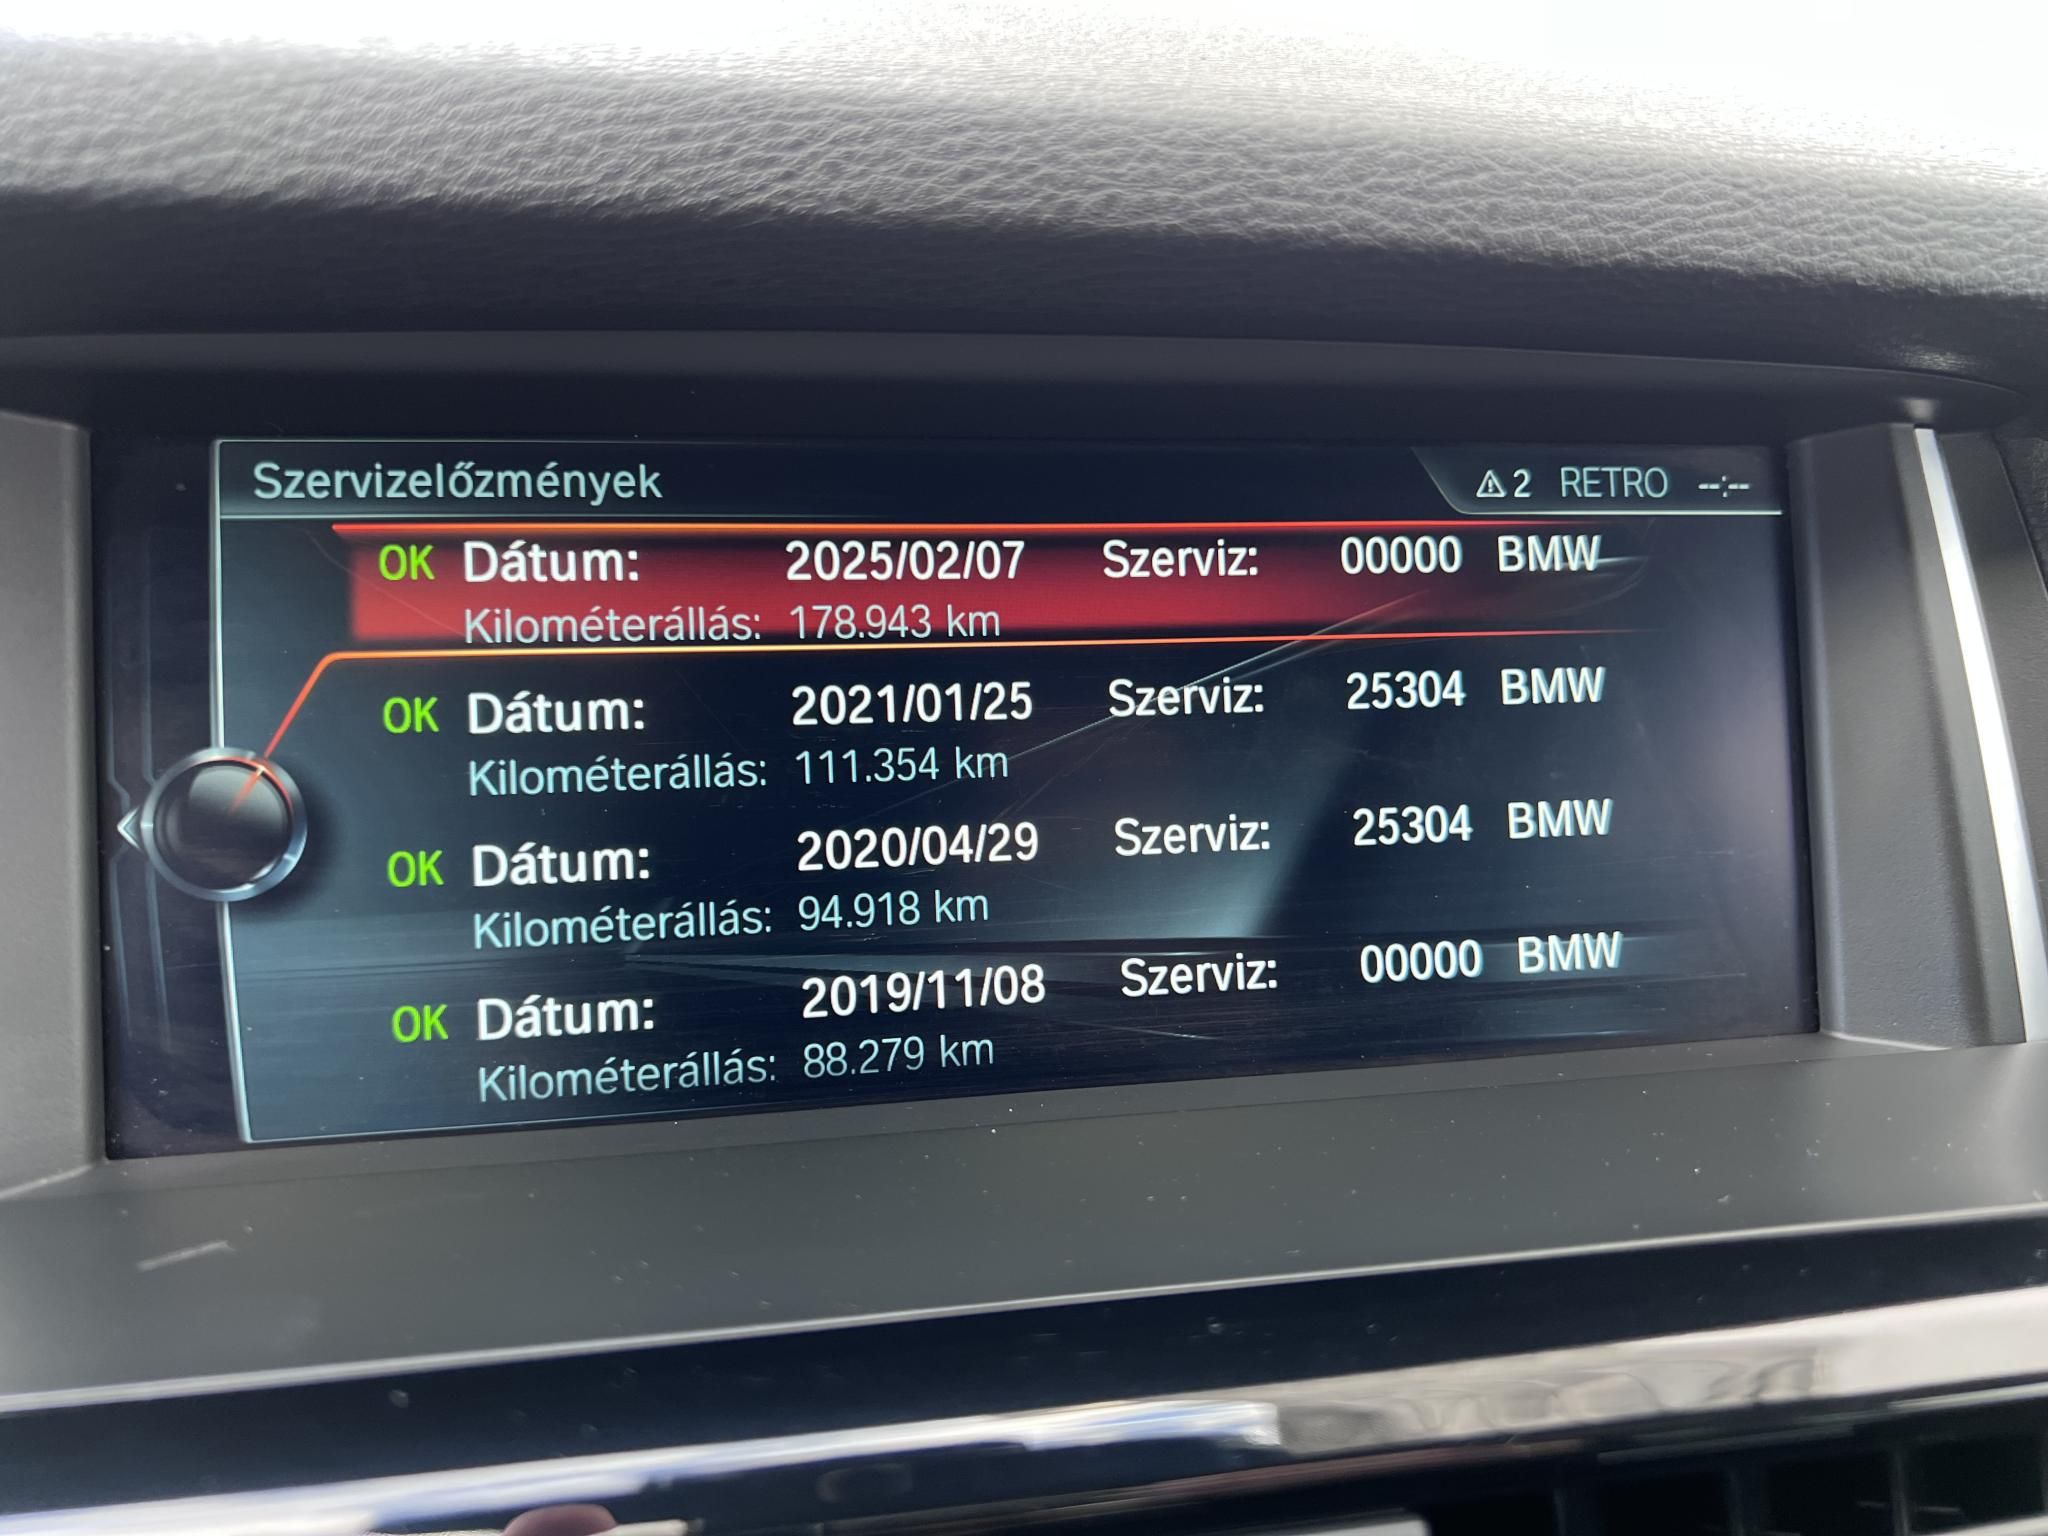 Szervizelőzmények ⚠2 RETRO --:--
OK Dátum: 2025/02/07 Szerviz: 00000 BMW
Kilométerállás: 178.943 km
OK Dátum: 2021/01/25 Szerviz: 25304 BMW
Kilométerállás: 111.354 km
OK Dátum: 2020/04/29 Szerviz: 25304 BMW
Kilométerállás: 94.918 km
OK Dátum: 2019/11/08 Szerviz: 00000 BMW
Kilométerállás: 88.279 km